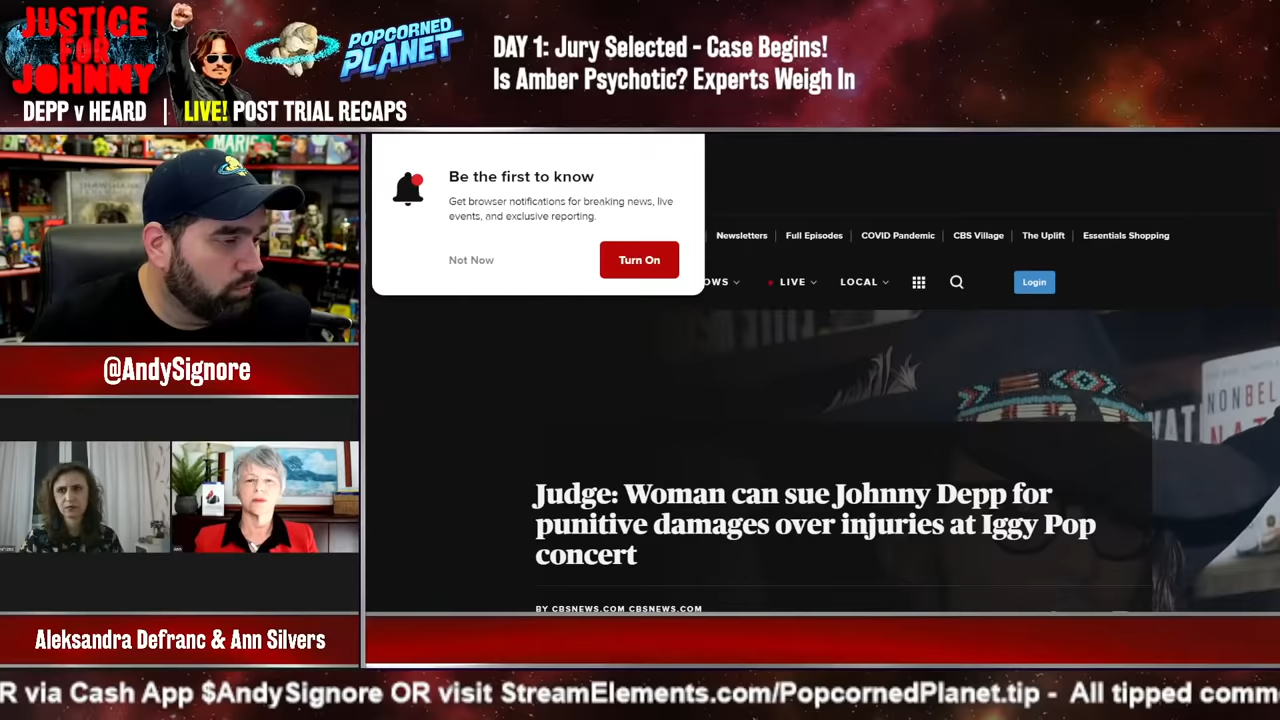 JUSTICE
FOR
JOHNNY
DEPP v HEARD | LIVE! POST TRIAL RECAPS
POPCORNED
PLANET
DAY 1: Jury Selected - Case Begins!
Is Amber Psychotic? Experts Weigh In
Be the first to know
Get browser notifications for breaking news, live
events, and exclusive reporting.
Not Now
Turn On
Newsletters | Full Episodes | COVID Pandemic | CBS Village | The Uplift | Essentials Shopping
OWS LIVE LOCAL Login
NONBEL
NAT
VAT
Judge: Woman can sue Johnny Depp for
punitive damages over injuries at Iggy Pop
concert
BY CBSNEWS.COM CBSNEWS.COM
@AndySignore
Aleksandra Defranc & Ann Silvers
R via Cash App $AndySignore OR visit StreamElements.com/PopcornedPlanet.tip - All tipped comm